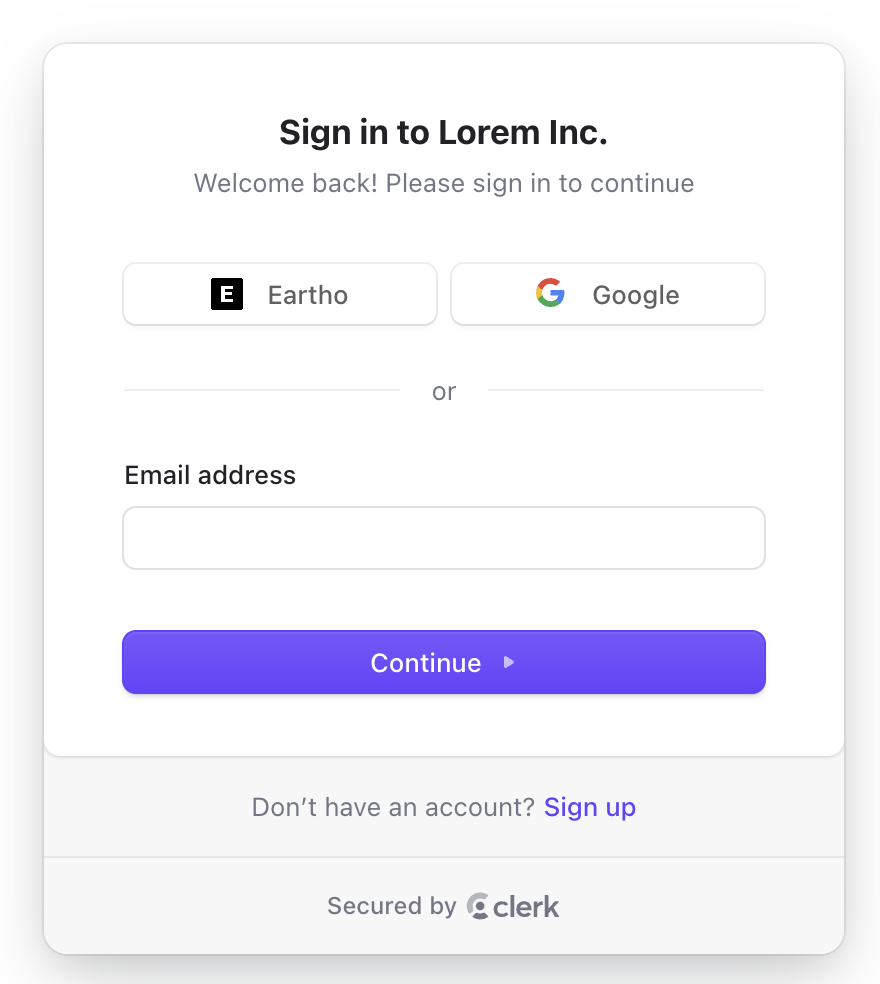 Sign in to Lorem Inc.
Welcome back! Please sign in to continue
E Eartho
Google
or
Email address
Continue
Don’t have an account? Sign up
Secured by clerk